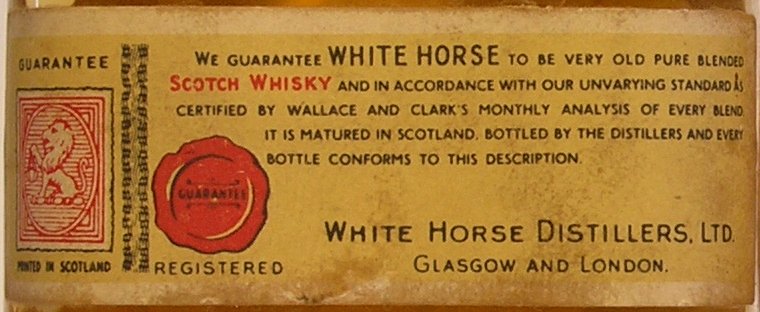 GUARANTEE
WE GUARANTEE WHITE HORSE TO BE VERY OLD PURE BLENDED
SCOTCH WHISKY AND IN ACCORDANCE WITH OUR UNVARYING STANDARD AS
CERTIFIED BY WALLACE AND CLARK'S MONTHLY ANALYSIS OF EVERY BLEND
IT IS MATURED IN SCOTLAND, BOTTLED BY THE DISTILLERS AND EVERY
BOTTLE CONFORMS TO THIS DESCRIPTION.
GUARANTEE
WHITE HORSE DISTILLERS, LTD.
GLASGOW AND LONDON.
PRINTED IN SCOTLAND
REGISTERED